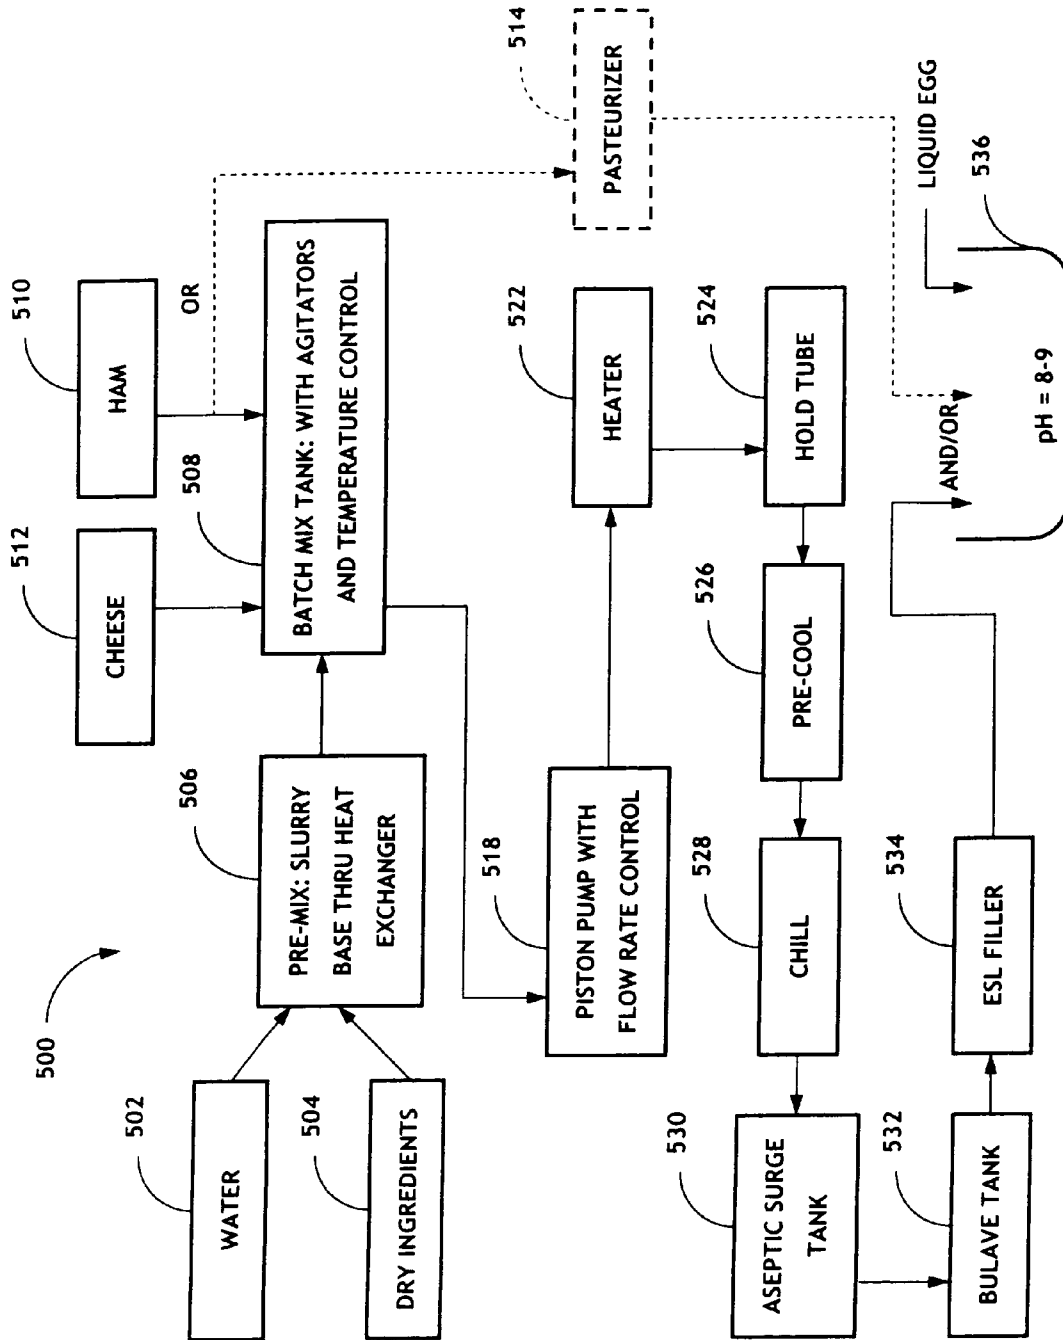 500
502
WATER
504
DRY INGREDIENTS
506
PRE-MIX: SLURRY
BASE THRU HEAT
EXCHANGER
512
CHEESE
510
HAM
OR
508
BATCH MIX TANK: WITH AGITATORS
AND TEMPERATURE CONTROL
514
PASTEURIZER
518
PISTON PUMP WITH
FLOW RATE CONTROL
522
HEATER
524
HOLD TUBE
526
PRE-COOL
528
CHILL
530
ASEPTIC SURGE
TANK
532
BULAVE TANK
534
ESL FILLER
AND/OR
LIQUID EGG
536
pH = 8-9